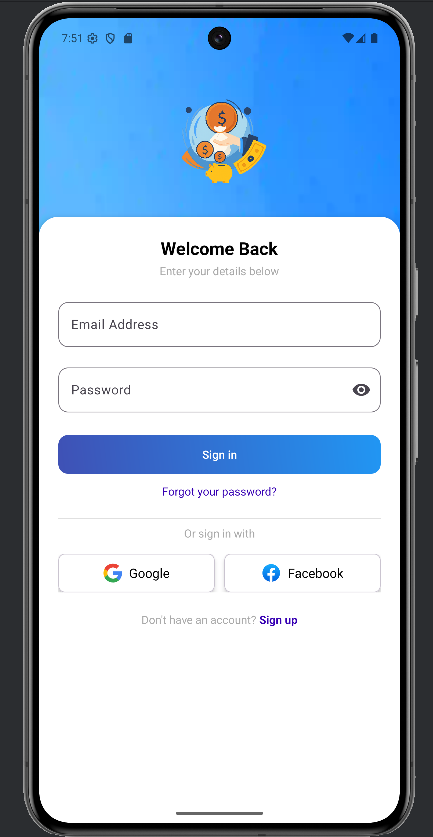 7:51
Welcome Back
Enter your details below
Email Address
Password
Sign in
Forgot your password?
Or sign in with
Google
Facebook
Don't have an account? Sign up